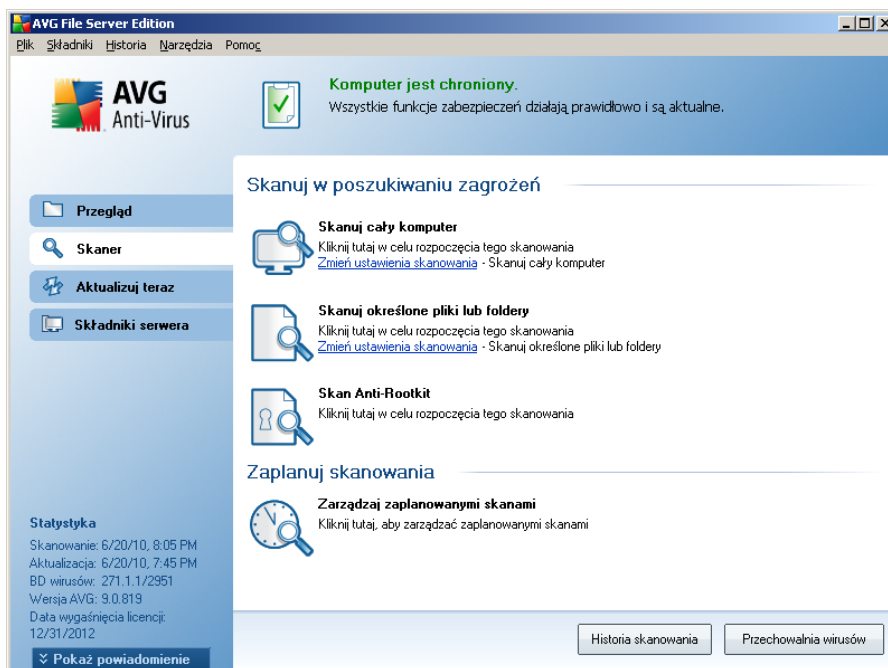 AVG File Server Edition
Plik Składniki Historia Narzędzia Pomoc
AVG
Anti-Virus
Komputer jest chroniony.
Wszystkie funkcje zabezpieczeń działają prawidłowo i są aktualne.
Przegląd
Skaner
Aktualizuj teraz
Składniki serwera
Skanuj w poszukiwaniu zagrożeń
Skanuj cały komputer
Kliknij tutaj w celu rozpoczęcia tego skanowania
Zmień ustawienia skanowania - Skanuj cały komputer
Skanuj określone pliki lub foldery
Kliknij tutaj w celu rozpoczęcia tego skanowania
Zmień ustawienia skanowania - Skanuj określone pliki lub foldery
Skan Anti-Rootkit
Kliknij tutaj w celu rozpoczęcia tego skanowania
Zaplanuj skanowania
Zarządzaj zaplanowanymi skanami
Kliknij tutaj, aby zarządzać zaplanowanymi skanami
Statystyka
Skanowanie: 6/20/10, 8:05 PM
Aktualizacja: 6/20/10, 7:45 PM
BD wirusów: 271.1.1/2951
Wersja AVG: 9.0.819
Data wygaśnięcia licencji:
12/31/2012
Pokaż powiadomienie
Historia skanowania
Przechowalnia wirusów